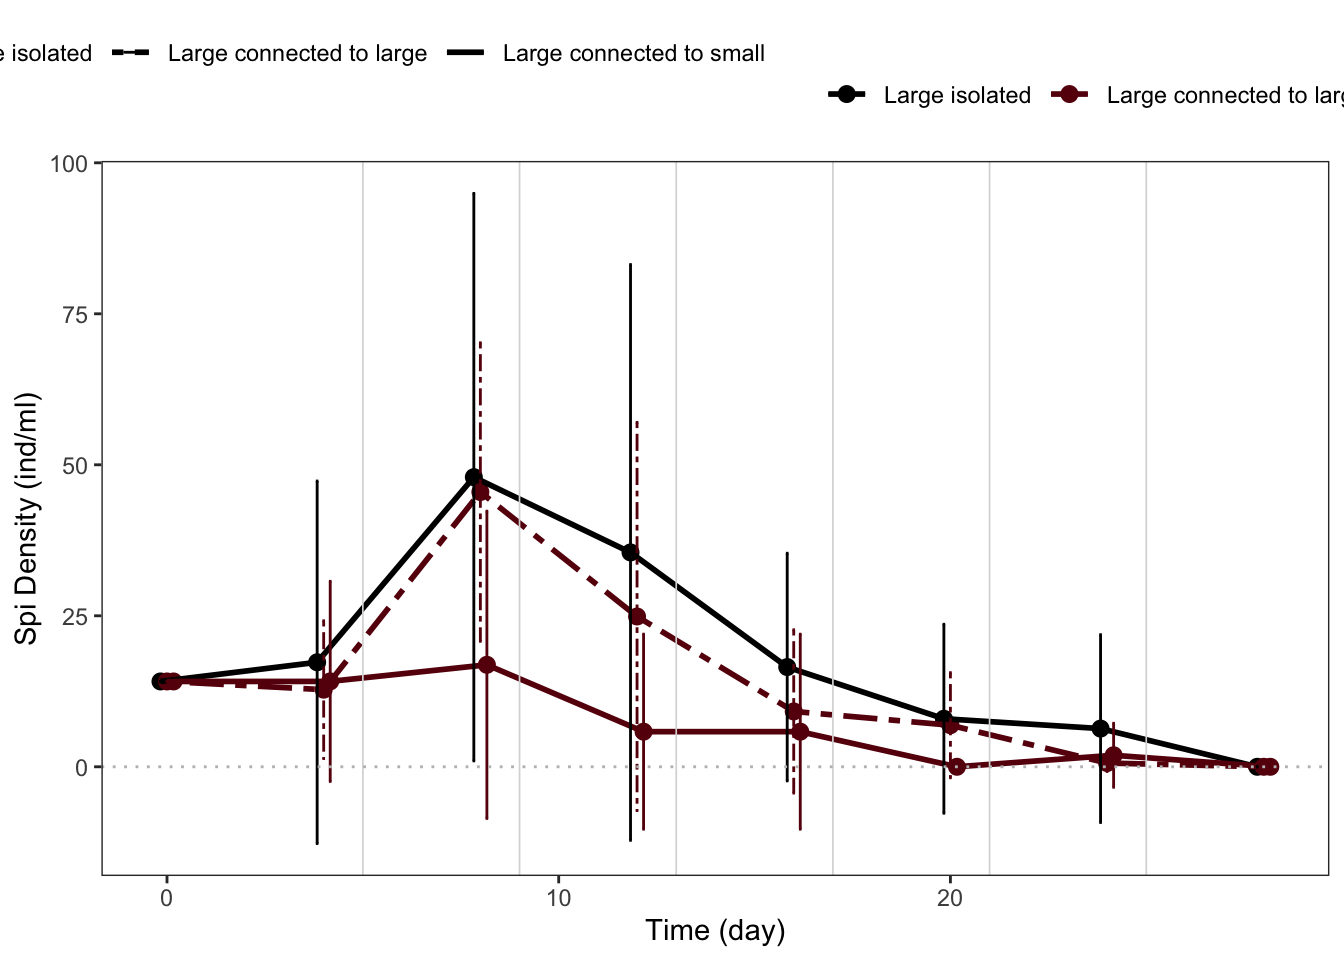 e isolated Large connected to large Large connected to small
Large isolated Large connected to larg
100
75
50
25
0
Spi Density (ind/ml)
0 10 20
Time (day)